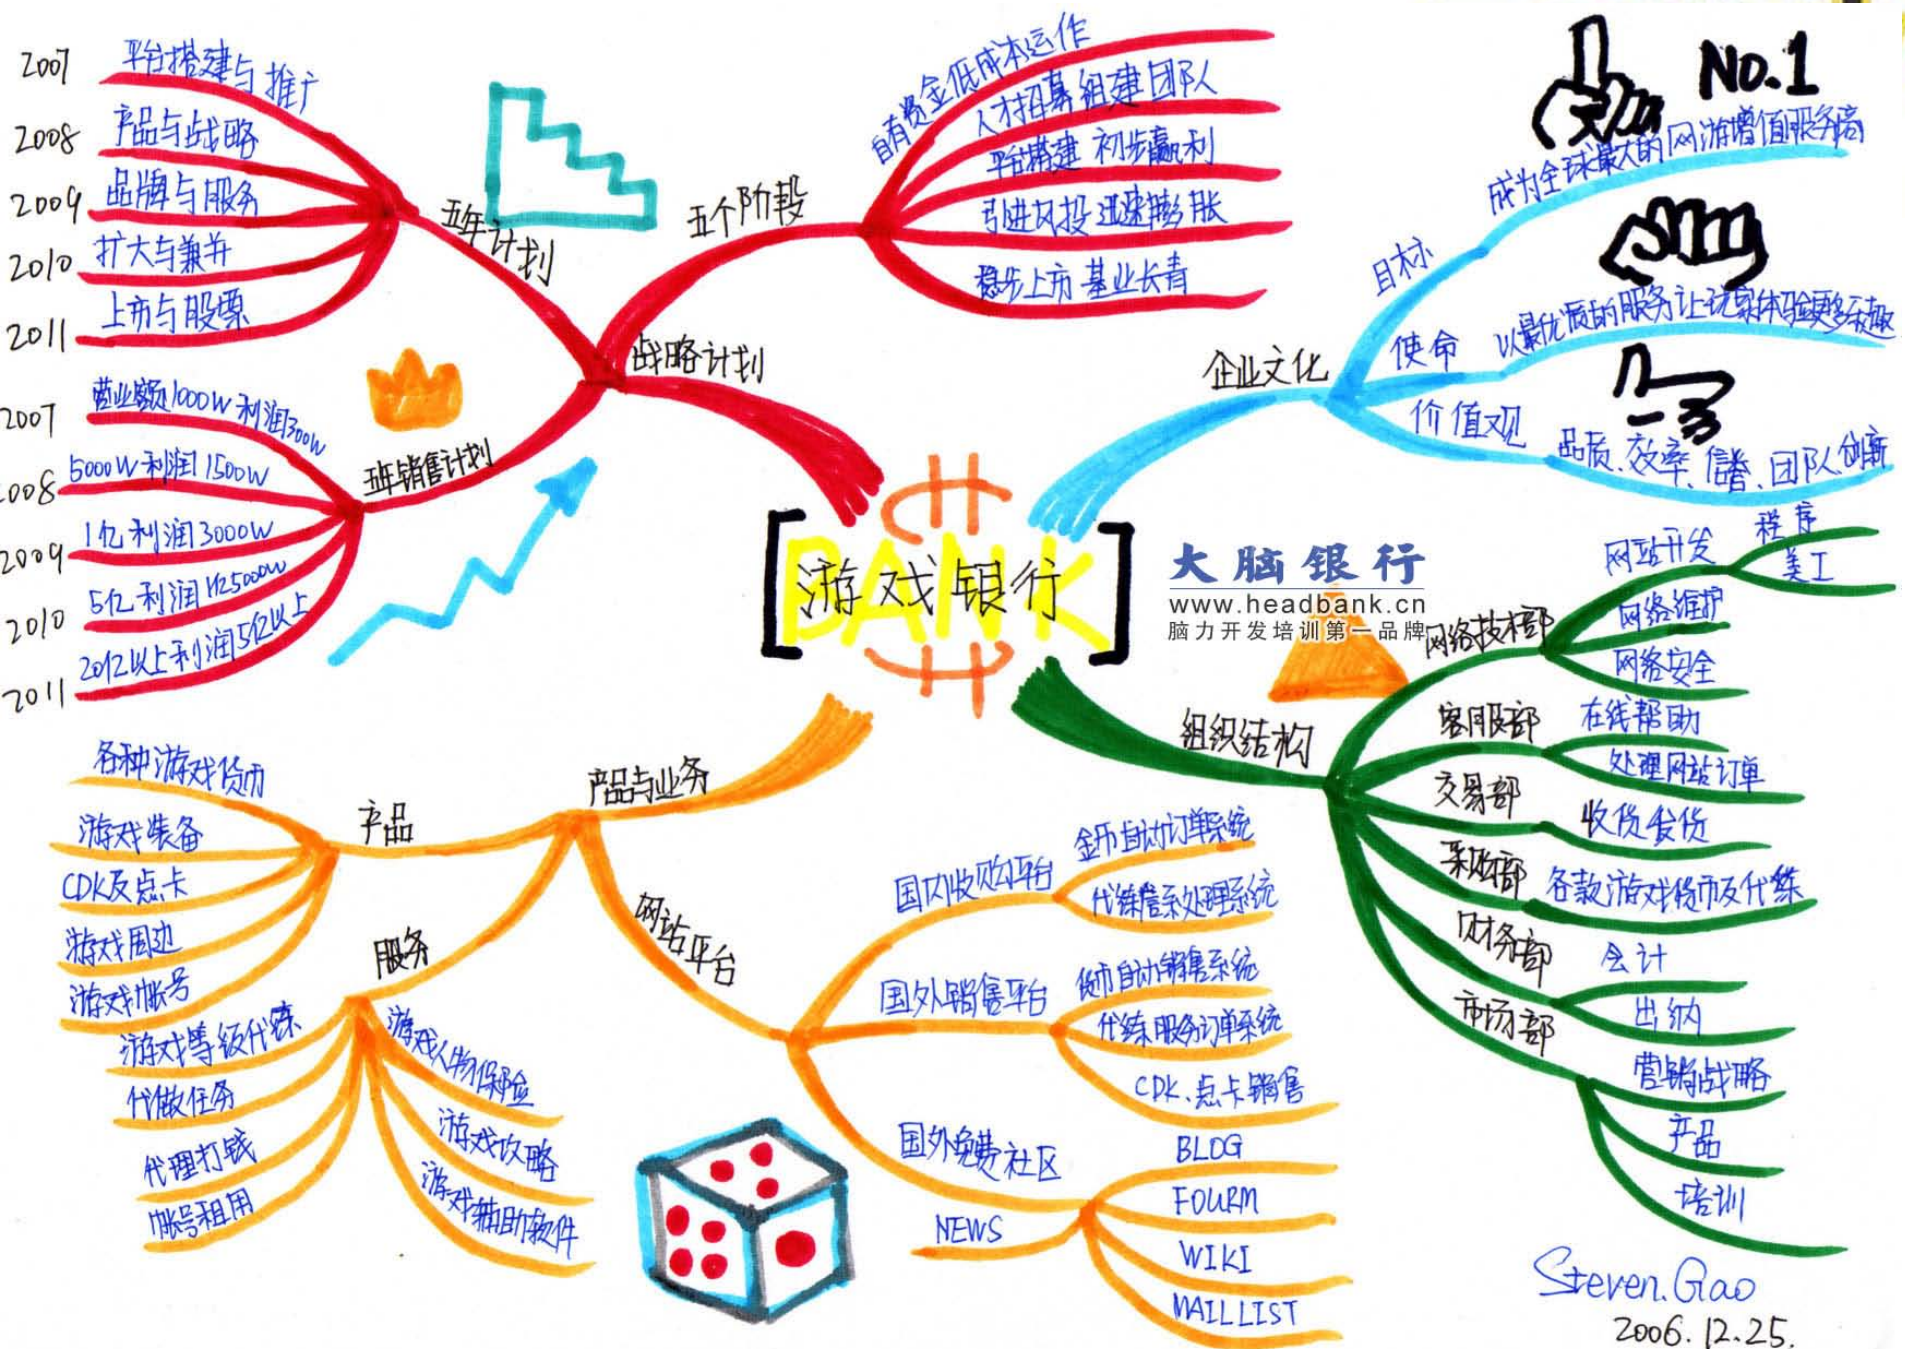 游戏银行
BANK
大脑银行
www.headbank.cn
脑力开发培训第一品牌
企业文化
目标
成为全球最大的网游增值服务商
No.1
使命
以最优质的服务让玩家体验更多乐趣
价值观
品质、效率、信誉、团队、创新
组织结构
网络技术部
网站开发
程序
美工
网络维护
网络安全
客服部
在线帮助
处理网站订单
交易部
收货发货
采购部
各款游戏货币及代练
财务部
会计
出纳
市场部
营销战略
产品
培训
产品与业务
网站平台
国内收购平台
金币自动订单系统
代练管系处理系统
国外销售平台
货币自动销售系统
代练服务订单系统
CDK、点卡销售
国外免费社区
BLOG
FOURM
WIKI
MAILLIST
NEWS
服务
游戏人物保险
游戏攻略
游戏辅助软件
游戏等级代练
代做任务
代理打钱
帐号租用
产品
各种游戏货币
游戏装备
CDK及点卡
游戏周边
游戏帐号
战略计划
五年销售计划
2007
营业额1000W利润300W
2008
5000W利润1500W
2009
1亿利润3000W
2010
5亿利润
2011
20亿以上利润5亿以上
五年计划
2007
平台搭建与推广
2008
产品与战略
2009
品牌与服务
2010
扩大与兼并
2011
上市与股票
五个阶段
自有资金低成本运作
人才招募组建团队
平台搭建 初步赢利
引进风投 迅速膨胀
稳步上市 基业长青
Steven.Gao
2006.12.25.